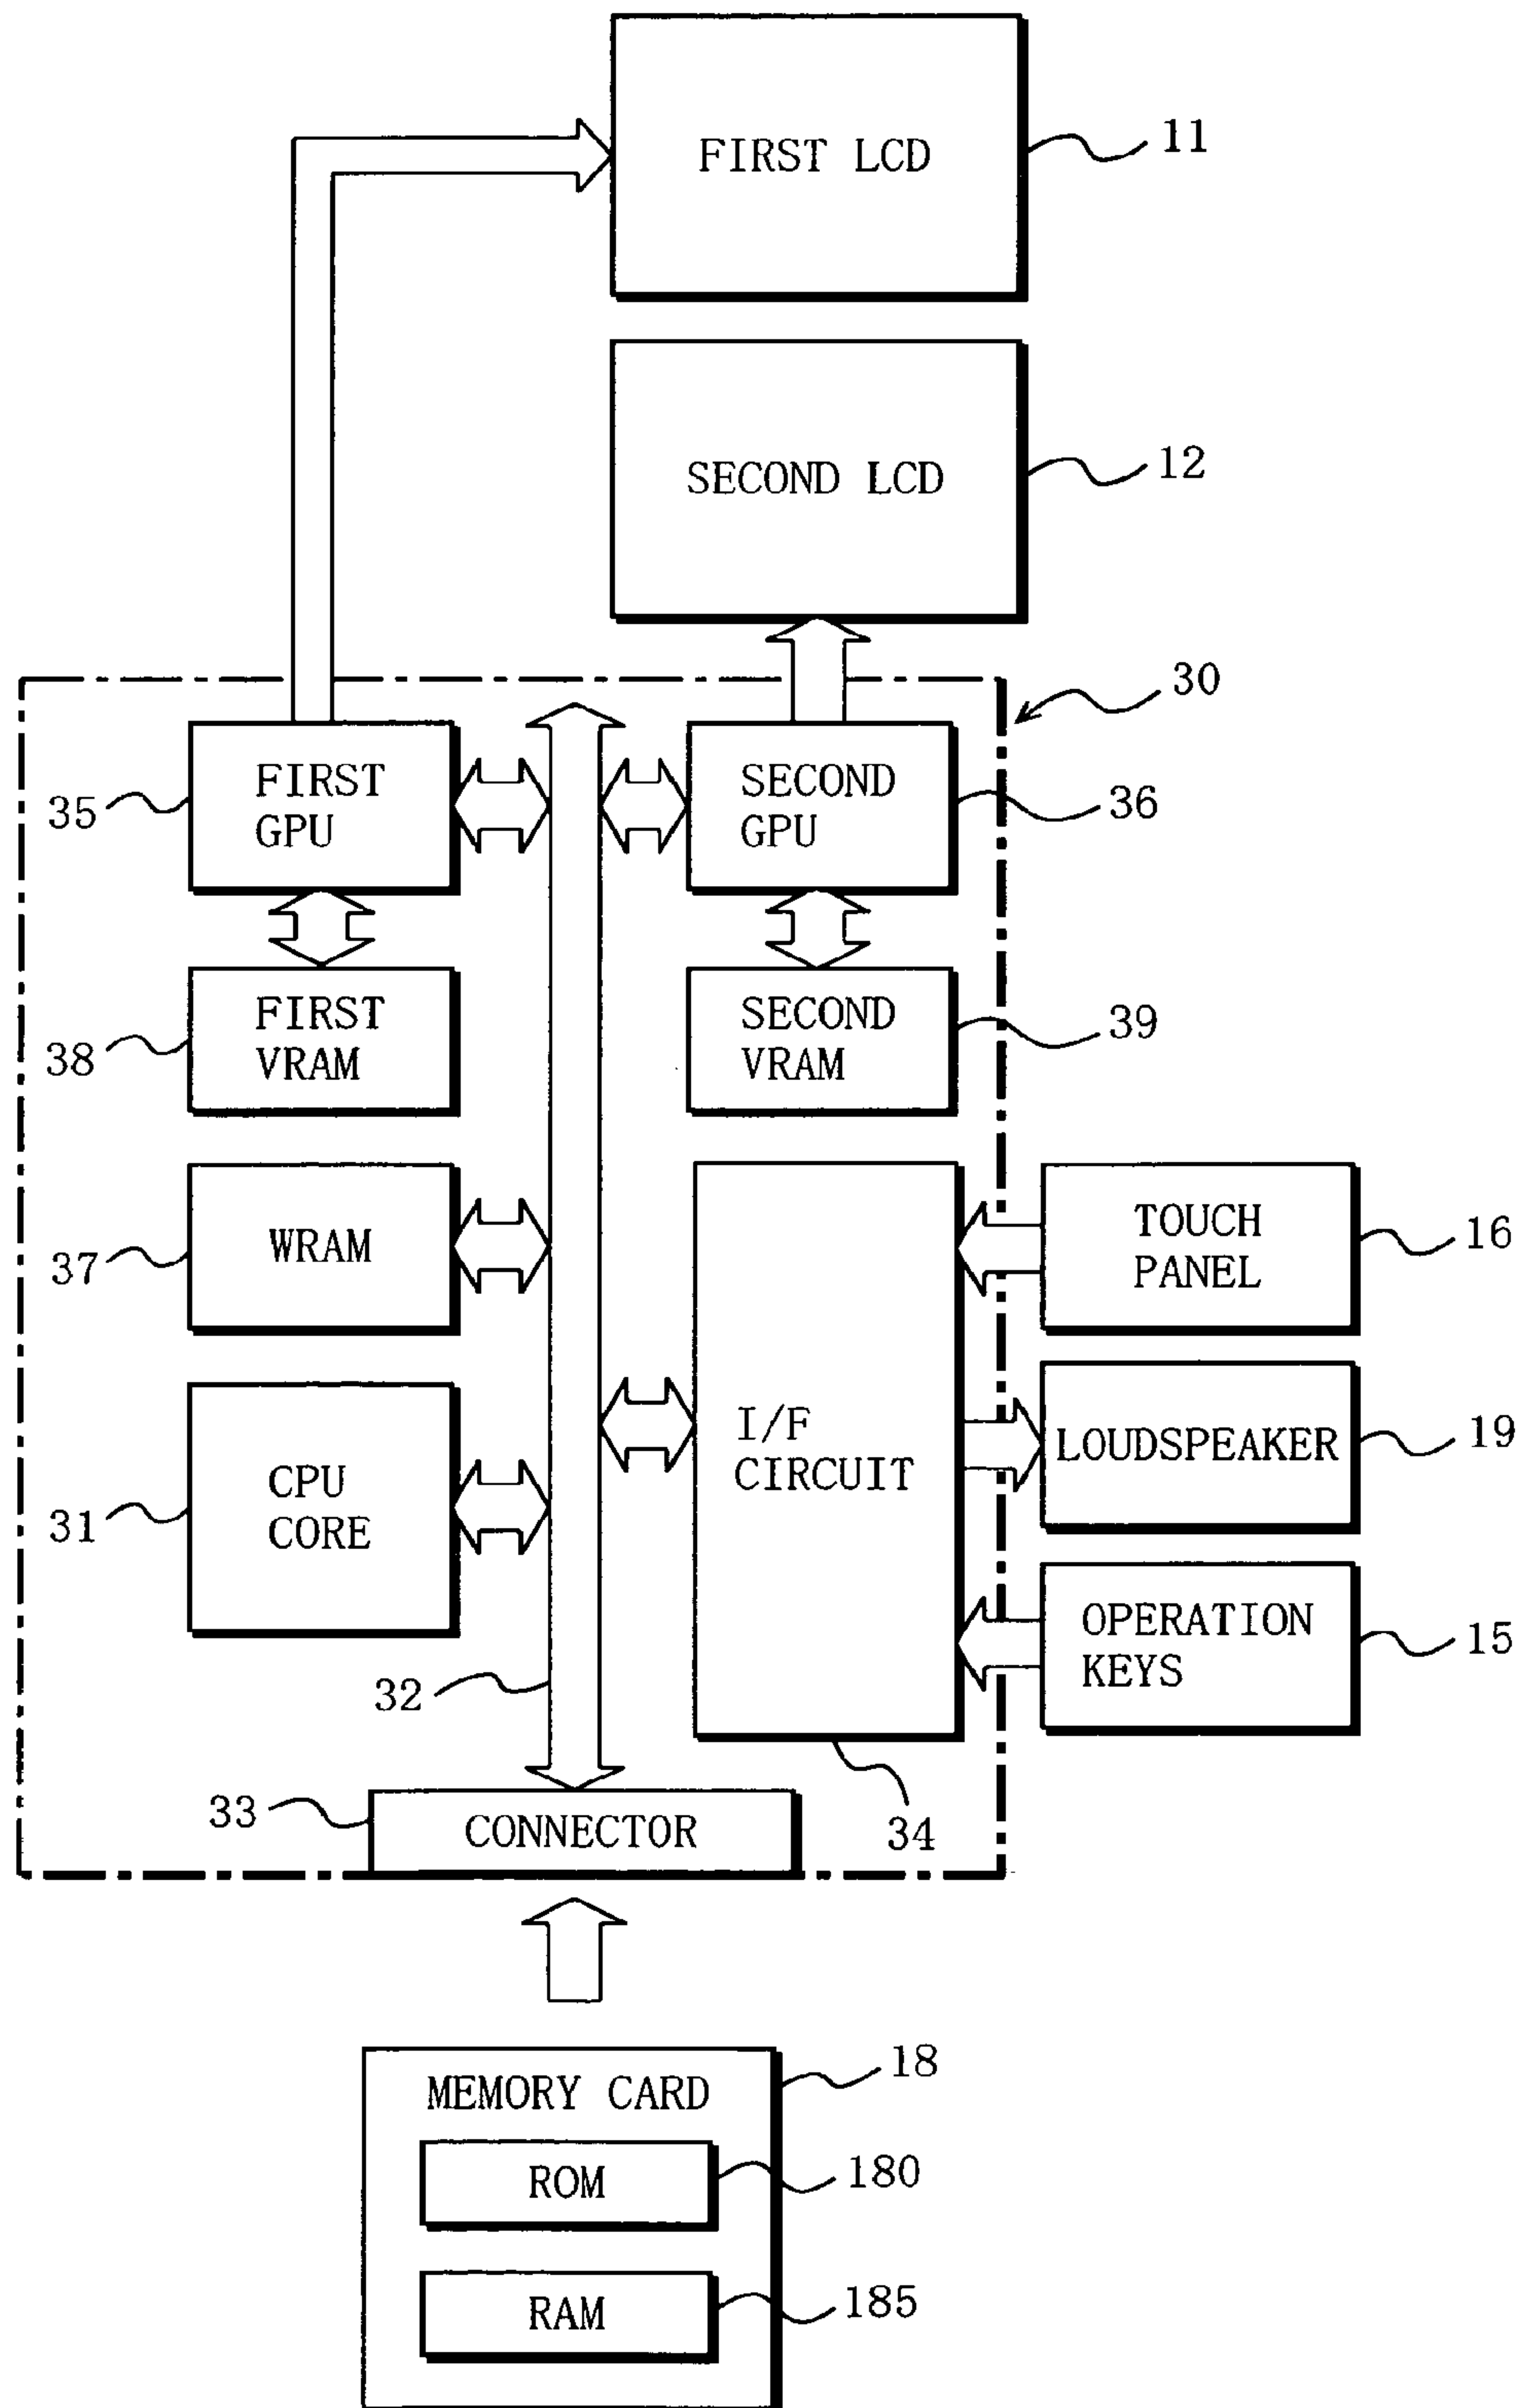 FIRST LCD
11
SECOND LCD
12
30
FIRST
GPU
35
SECOND
GPU
36
FIRST
VRAM
38
SECOND
VRAM
39
WRAM
37
TOUCH
PANEL
16
I/F
CIRCUIT
LOUDSPEAKER
19
CPU
CORE
31
OPERATION
KEYS
15
32
33
CONNECTOR
34
18
MEMORY CARD
ROM
180
RAM
185